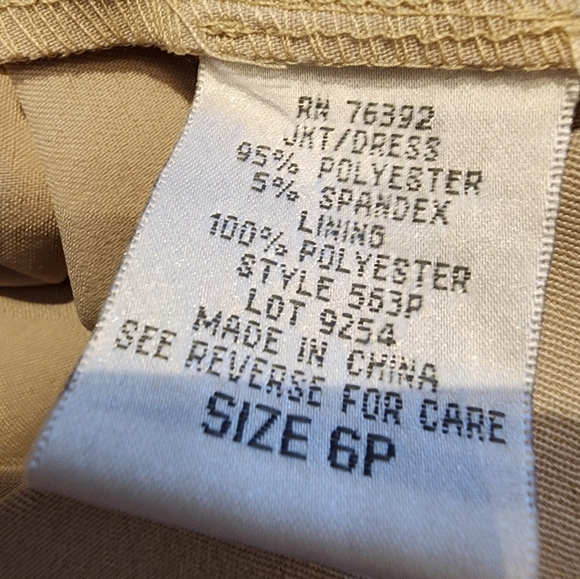 RN 76392
JKT/DRESS
95% POLYESTER
5% SPANDEX
LINING
100% POLYESTER
STYLE 563P
LOT 9254
MADE IN CHINA
SEE REVERSE FOR CARE
SIZE 6P